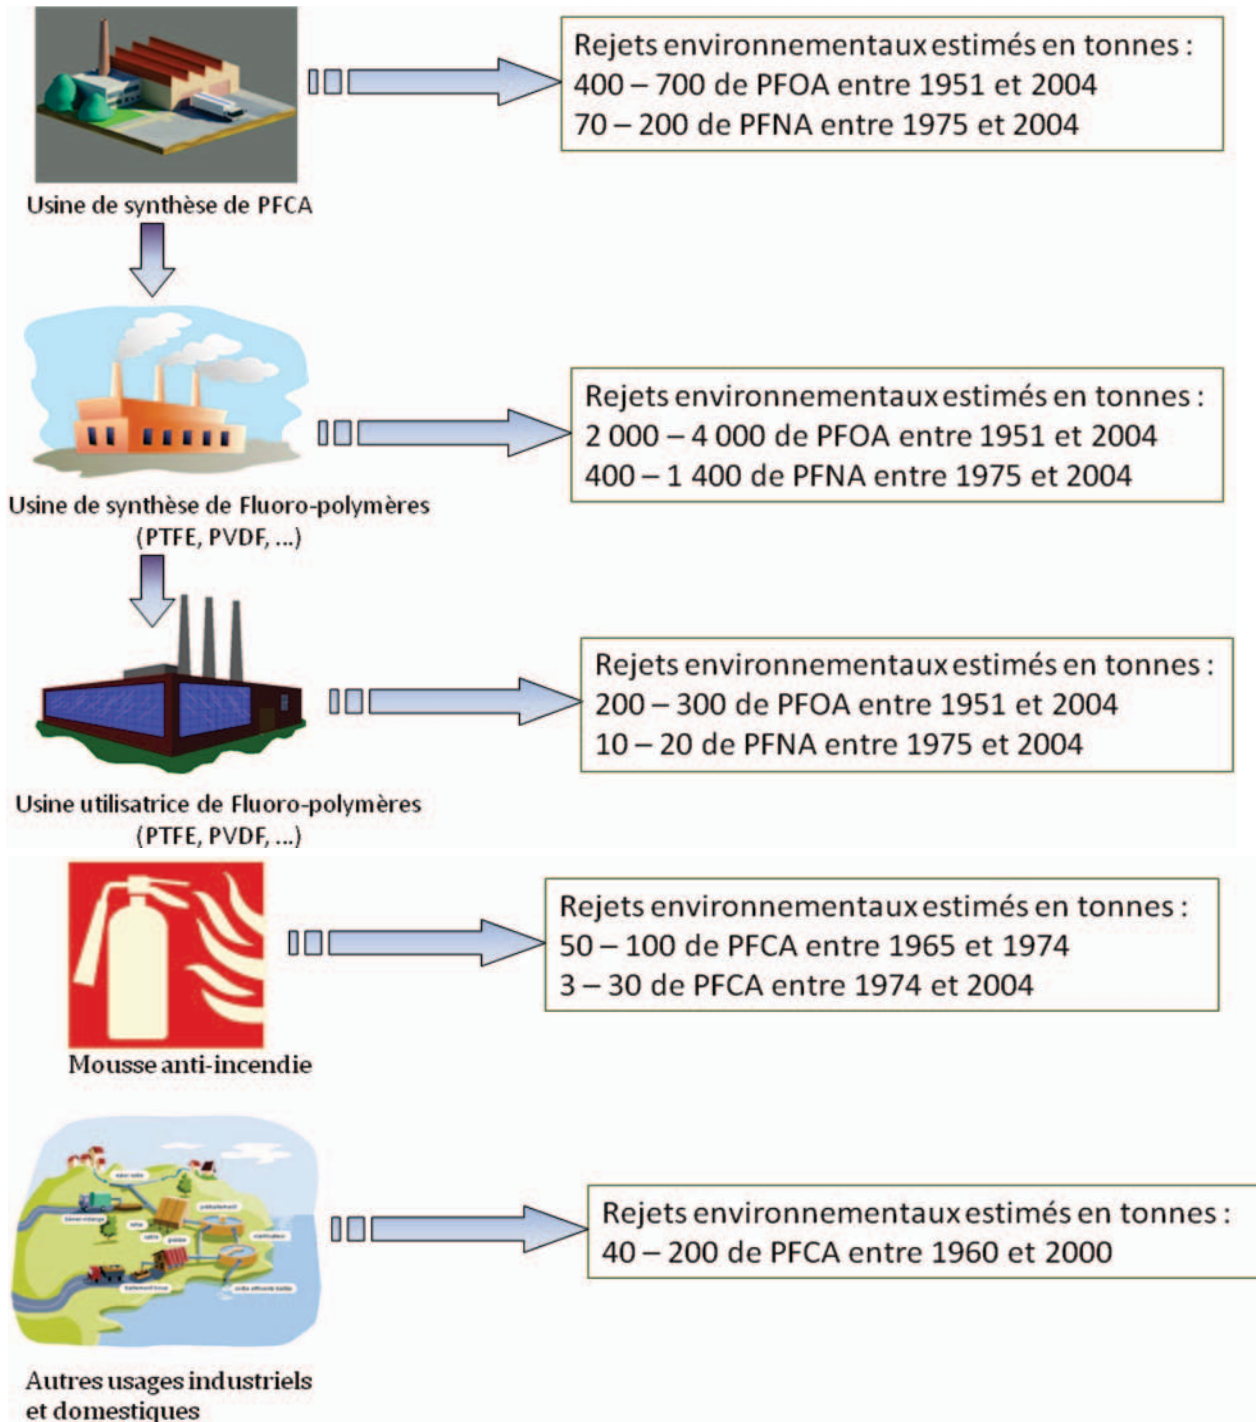 Rejets environnementaux estimés en tonnes :
400 – 700 de PFOA entre 1951 et 2004
70 – 200 de PFNA entre 1975 et 2004
Usine de synthèse de PFCA
Rejets environnementaux estimés en tonnes :
2 000 – 4 000 de PFOA entre 1951 et 2004
400 – 1 400 de PFNA entre 1975 et 2004
Usine de synthèse de Fluoro-polymères
(PTFE, PVDF, ...)
Rejets environnementaux estimés en tonnes :
200 – 300 de PFOA entre 1951 et 2004
10 – 20 de PFNA entre 1975 et 2004
Usine utilisatrice de Fluoro-polymères
(PTFE, PVDF, ...)
Rejets environnementaux estimés en tonnes :
50 – 100 de PFCA entre 1965 et 1974
3 – 30 de PFCA entre 1974 et 2004
Mousse anti-incendie
Rejets environnementaux estimés en tonnes :
40 – 200 de PFCA entre 1960 et 2000
Autres usages industriels
et domestiques